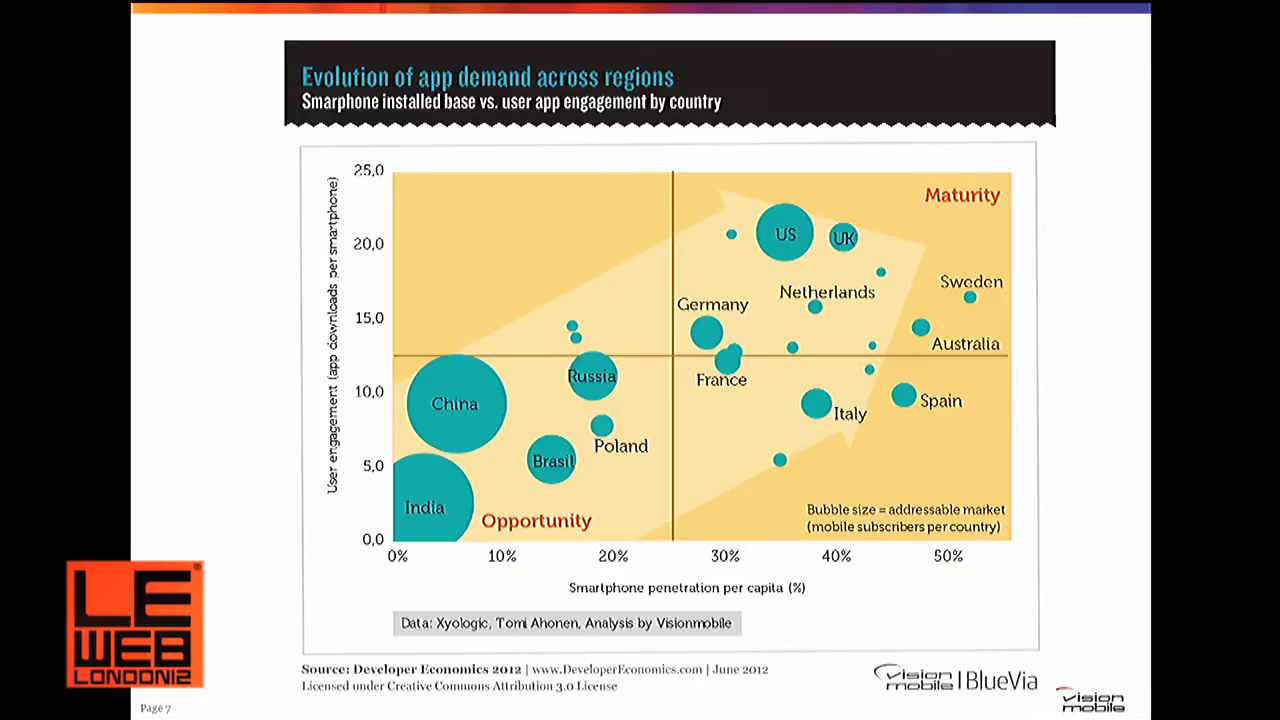 Evolution of app demand across regions
Smarphone installed base vs. user app engagement by country
User engagement (app downloads per smartphone)
25,0
20,0
15,0
10,0
5,0
0,0
Maturity
US
UK
Sweden
Netherlands
Germany
Australia
France
Russia
China
Spain
Italy
Poland
Brasil
India
Opportunity
Bubble size = addressable market
(mobile subscribers per country)
0%
10%
20%
30%
40%
50%
Smartphone penetration per capita (%)
Data: Xyologic, Tomi Ahonen, Analysis by Visionmobile
Source: Developer Economics 2012 | www.DeveloperEconomics.com | June 2012
Licensed under Creative Commons Attribution 3.0 License
vision mobile | BlueVia
vision mobile
Page 7
LE
WEB
LONDON12
®